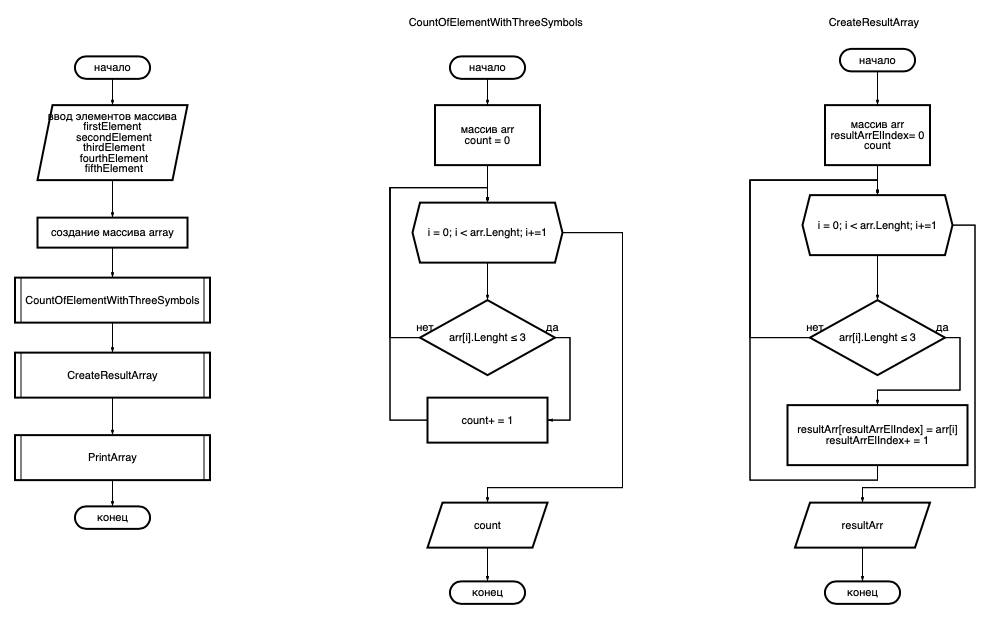 начало
ввод элементов массива
firstElement
secondElement
thirdElement
fourthElement
fifthElement
создание массива array
CountOfElementWithThreeSymbols
CreateResultArray
PrintArray
конец
CountOfElementWithThreeSymbols
начало
массив arr
count = 0
i = 0; i < arr.Lenght; i+=1
нет
да
arr[i].Lenght ≤ 3
count+ = 1
count
конец
CreateResultArray
начало
массив arr
resultArrElIndex= 0
count
i = 0; i < arr.Lenght; i+=1
нет
да
arr[i].Lenght ≤ 3
resultArr[resultArrElIndex] = arr[i]
resultArrElIndex+ = 1
resultArr
конец